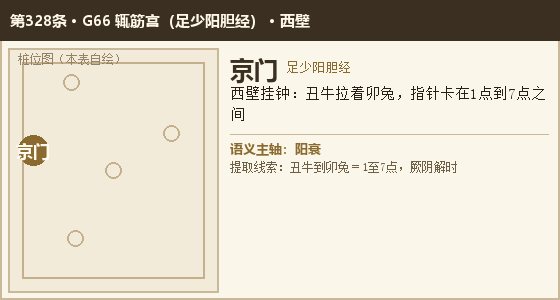 第328条・G66 辄筋宫（足少阳胆经）・西壁
桩位图（本表自绘）
京门
京门 足少阳胆经
西壁挂钟：丑牛拉着卯兔，指针卡在1点到7点之
间
语义主轴：阳衰
提取线索：丑牛到卯兔＝1至7点，厥阴解时